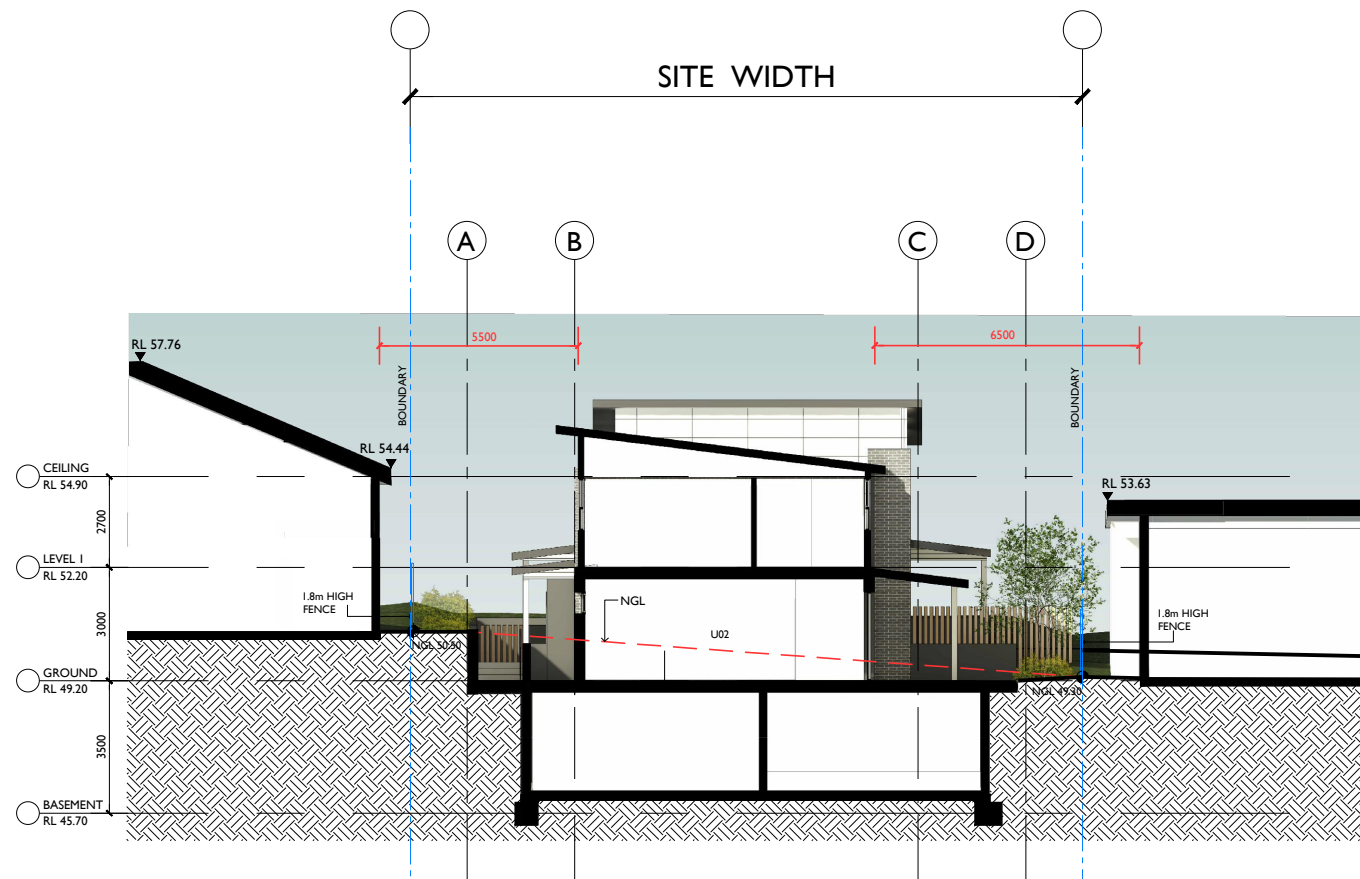 SITE WIDTH
A
B
C
D
5500
6500
RL 57.76
BOUNDARY
BOUNDARY
RL 54.44
CEILING
RL 54.90
RL 53.63
2700
LEVEL 1
RL 52.20
1.8m HIGH
FENCE
NGL
1.8m HIGH
FENCE
3000
U02
NGL 50.50
GROUND
RL 49.20
NGL 49.30
3500
BASEMENT
RL 45.70